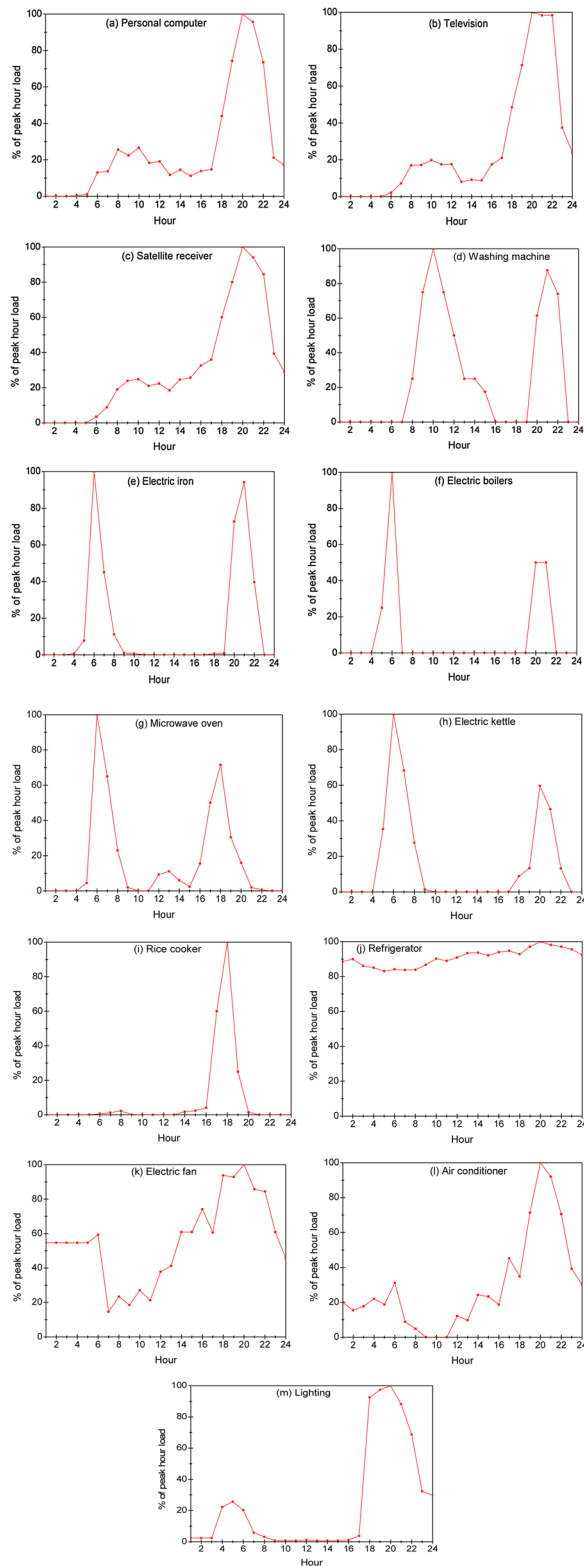 (a) Personal computer
% of peak hour load
100
80
60
40
20
0
2 4 6 8 10 12 14 16 18 20 22 24
Hour
(b) Television
% of peak hour load
100
80
60
40
20
0
2 4 6 8 10 12 14 16 18 20 22 24
Hour
(c) Satellite receiver
% of peak hour load
100
80
60
40
20
0
2 4 6 8 10 12 14 16 18 20 22 24
Hour
(d) Washing machine
% of peak hour load
100
80
60
40
20
0
2 4 6 8 10 12 14 16 18 20 22 24
Hour
(e) Electric iron
% of peak hour load
100
80
60
40
20
0
2 4 6 8 10 12 14 16 18 20 22 24
Hour
(f) Electric boilers
% of peak hour load
100
80
60
40
20
0
2 4 6 8 10 12 14 16 18 20 22 24
Hour
(g) Microwave oven
% of peak hour load
100
80
60
40
20
0
2 4 6 8 10 12 14 16 18 20 22 24
Hour
(h) Electric kettle
% of peak hour load
100
80
60
40
20
0
2 4 6 8 10 12 14 16 18 20 22 24
Hour
(i) Rice cooker
% of peak hour load
100
80
60
40
20
0
2 4 6 8 10 12 14 16 18 20 22 24
Hour
(j) Refrigerator
% of peak hour load
100
80
60
40
20
0
2 4 6 8 10 12 14 16 18 20 22 24
Hour
(k) Electric fan
% of peak hour load
100
80
60
40
20
0
2 4 6 8 10 12 14 16 18 20 22 24
Hour
(l) Air conditioner
% of peak hour load
100
80
60
40
20
0
2 4 6 8 10 12 14 16 18 20 22 24
Hour
(m) Lighting
% of peak hour load
100
80
60
40
20
0
2 4 6 8 10 12 14 16 18 20 22 24
Hour